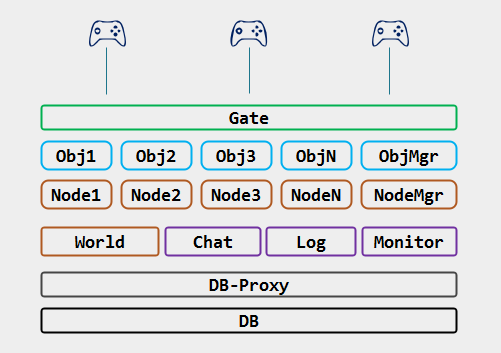 Gate
Obj1 Obj2 Obj3 ObjN ObjMgr
Node1 Node2 Node3 NodeN NodeMgr
World Chat Log Monitor
DB-Proxy
DB